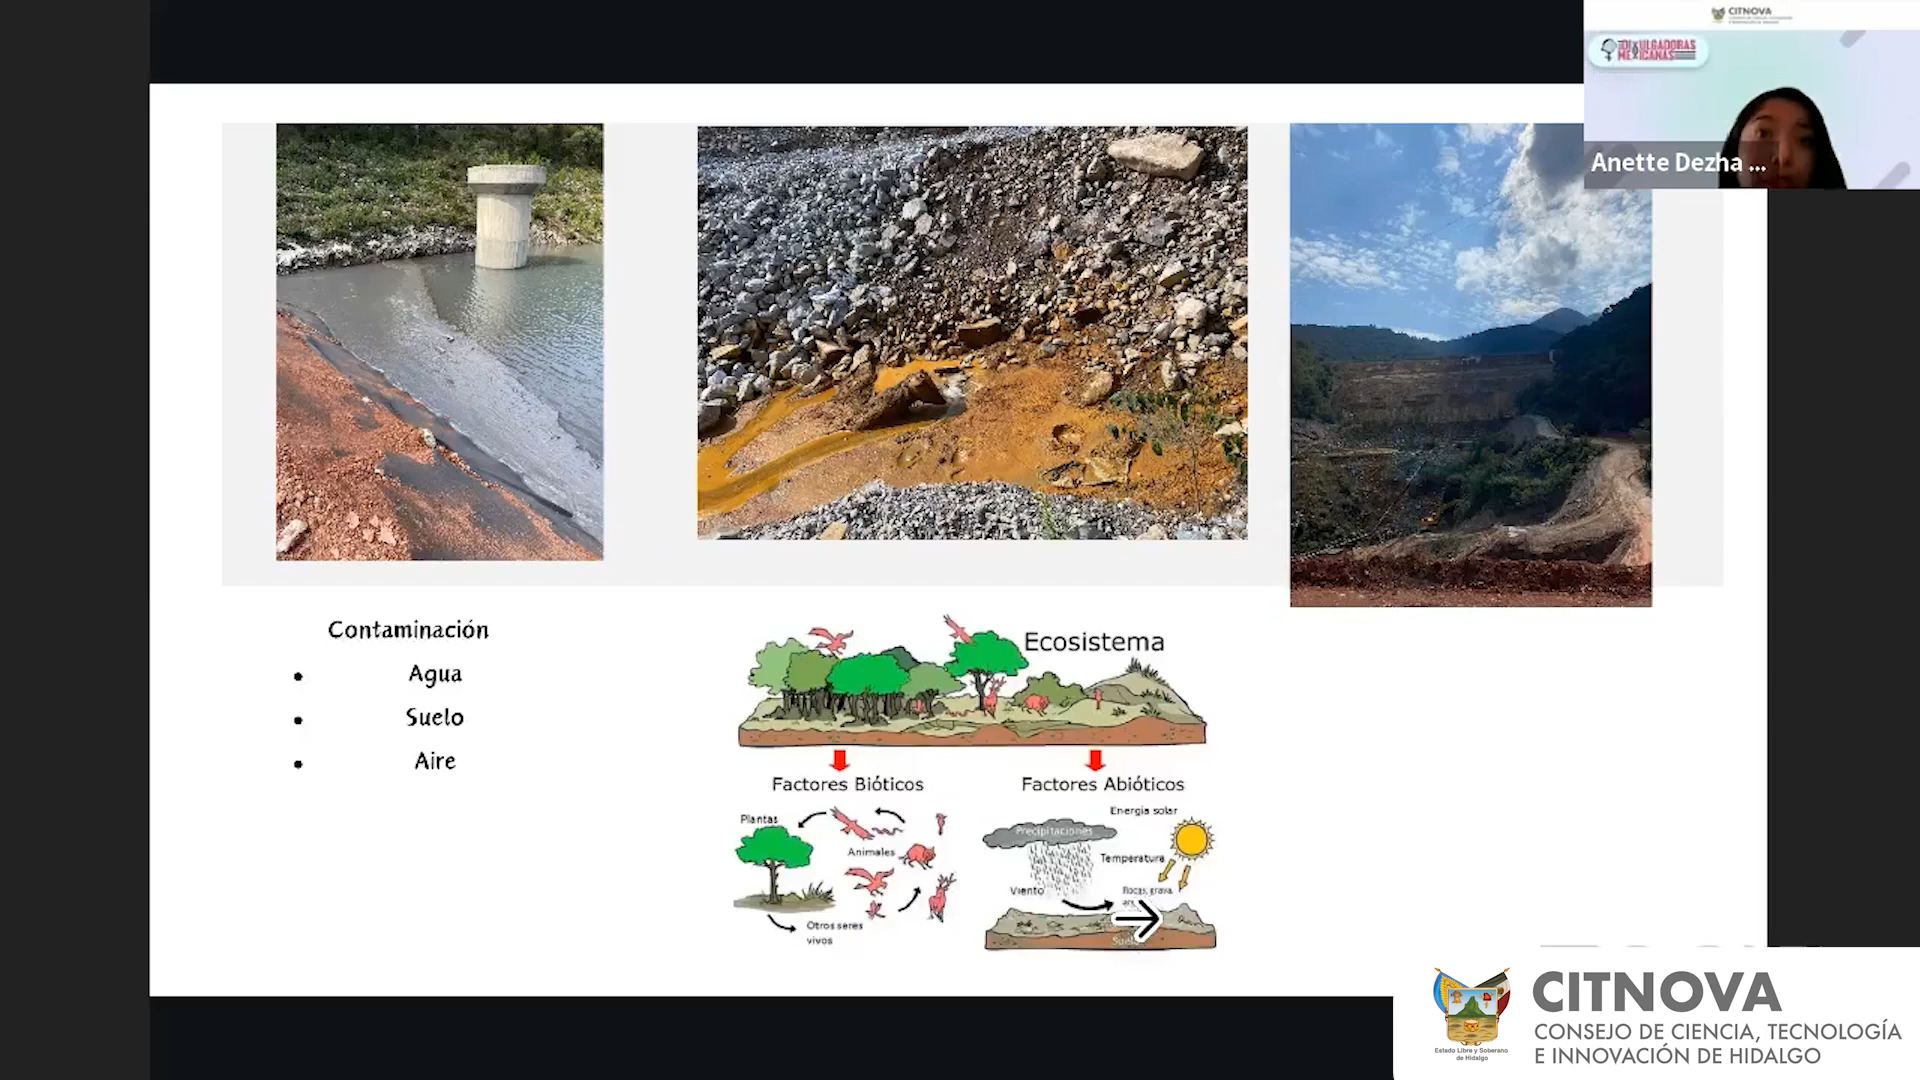 CITNOVA
DIVULGADORAS
MEXICANAS
Anette Dezha ...
Contaminación
• Agua
• Suelo
• Aire
Ecosistema
Factores Bióticos
Factores Abióticos
Plantas
Animales
Otros seres
vivos
Energía solar
Precipitaciones
Temperatura
Viento
Rocas, grava,
Suelo
CITNOVA
CONSEJO DE CIENCIA, TECNOLOGÍA
E INNOVACIÓN DE HIDALGO
Estado Libre y Soberano
de Hidalgo